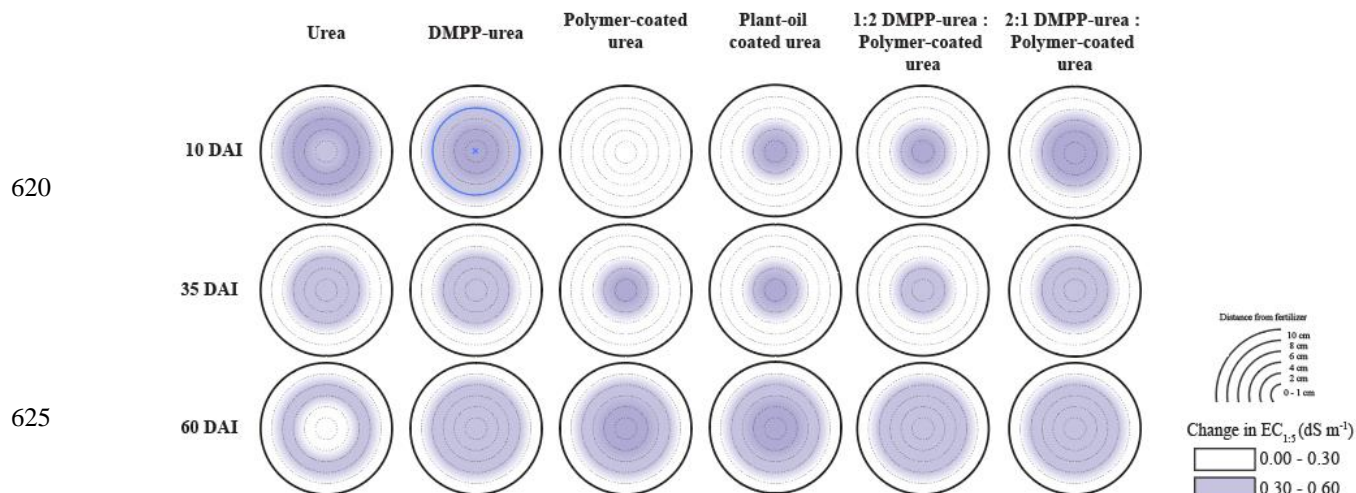 Urea
DMPP-urea
Polymer-coated
urea
Plant-oil
coated urea
1:2 DMPP-urea :
Polymer-coated
urea
2:1 DMPP-urea :
Polymer-coated
urea
10 DAI
620
35 DAI
60 DAI
625
Distance from fertilizer
10 cm
8 cm
6 cm
4 cm
2 cm
0 - 1 cm
Change in EC1:5 (dS m-1)
0.00 - 0.30
0.30 - 0.60